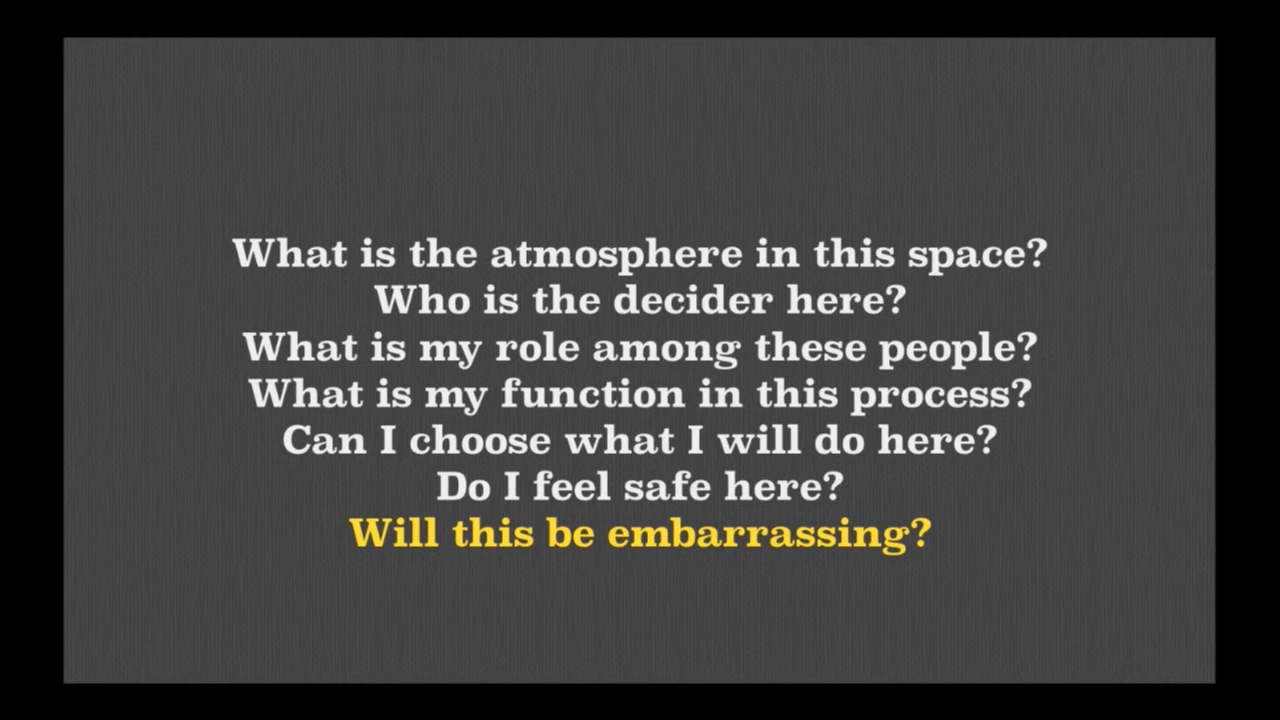 What is the atmosphere in this space?
Who is the decider here?
What is my role among these people?
What is my function in this process?
Can I choose what I will do here?
Do I feel safe here?
Will this be embarrassing?